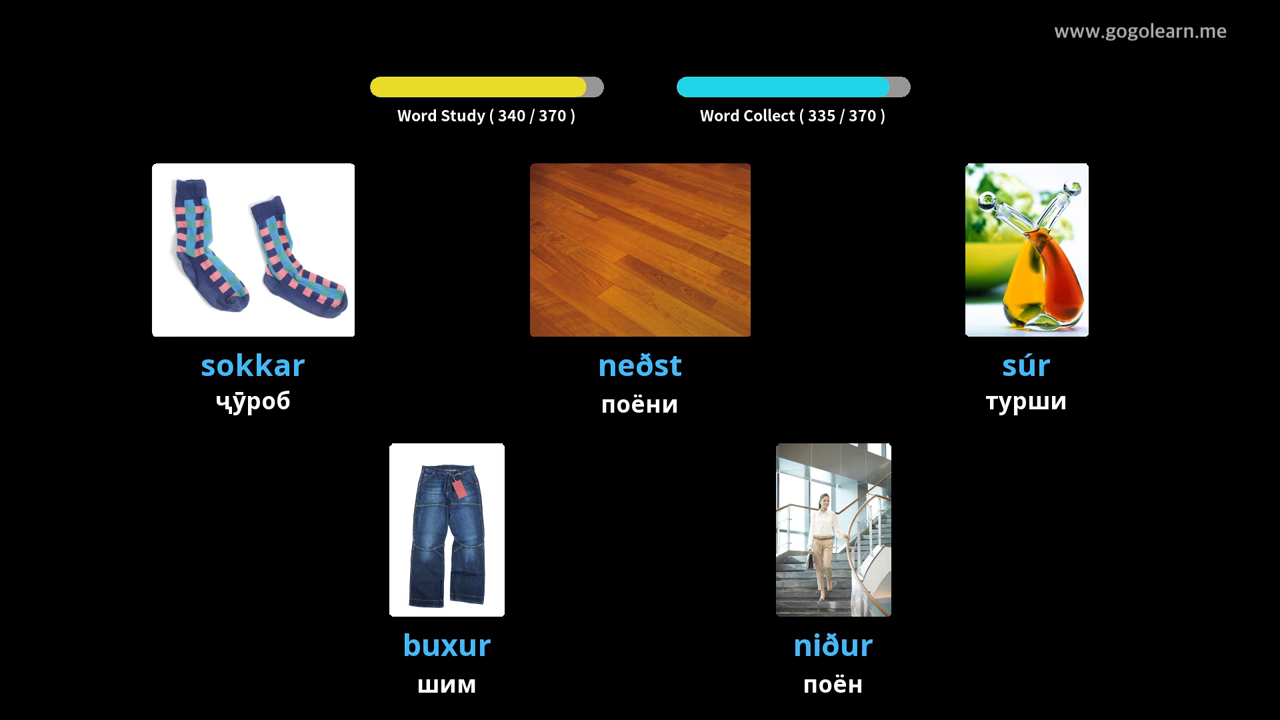 www.gogolearn.me
Word Study ( 340 / 370 )
Word Collect ( 335 / 370 )
sokkar
ҷӯроб
neðst
поёни
súr
турши
buxur
шим
niður
поён